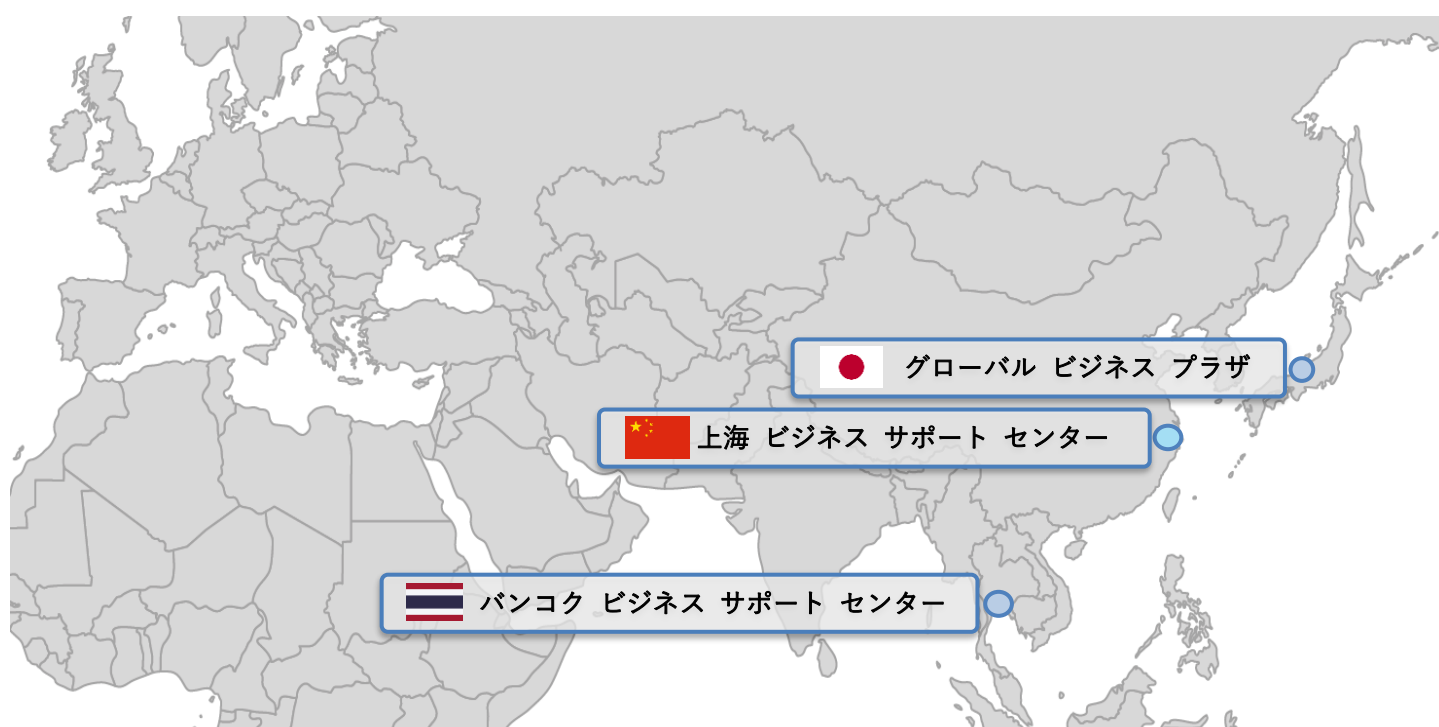 グローバル ビジネス プラザ
上海 ビジネス サポート センター
バンコク ビジネス サポート センター